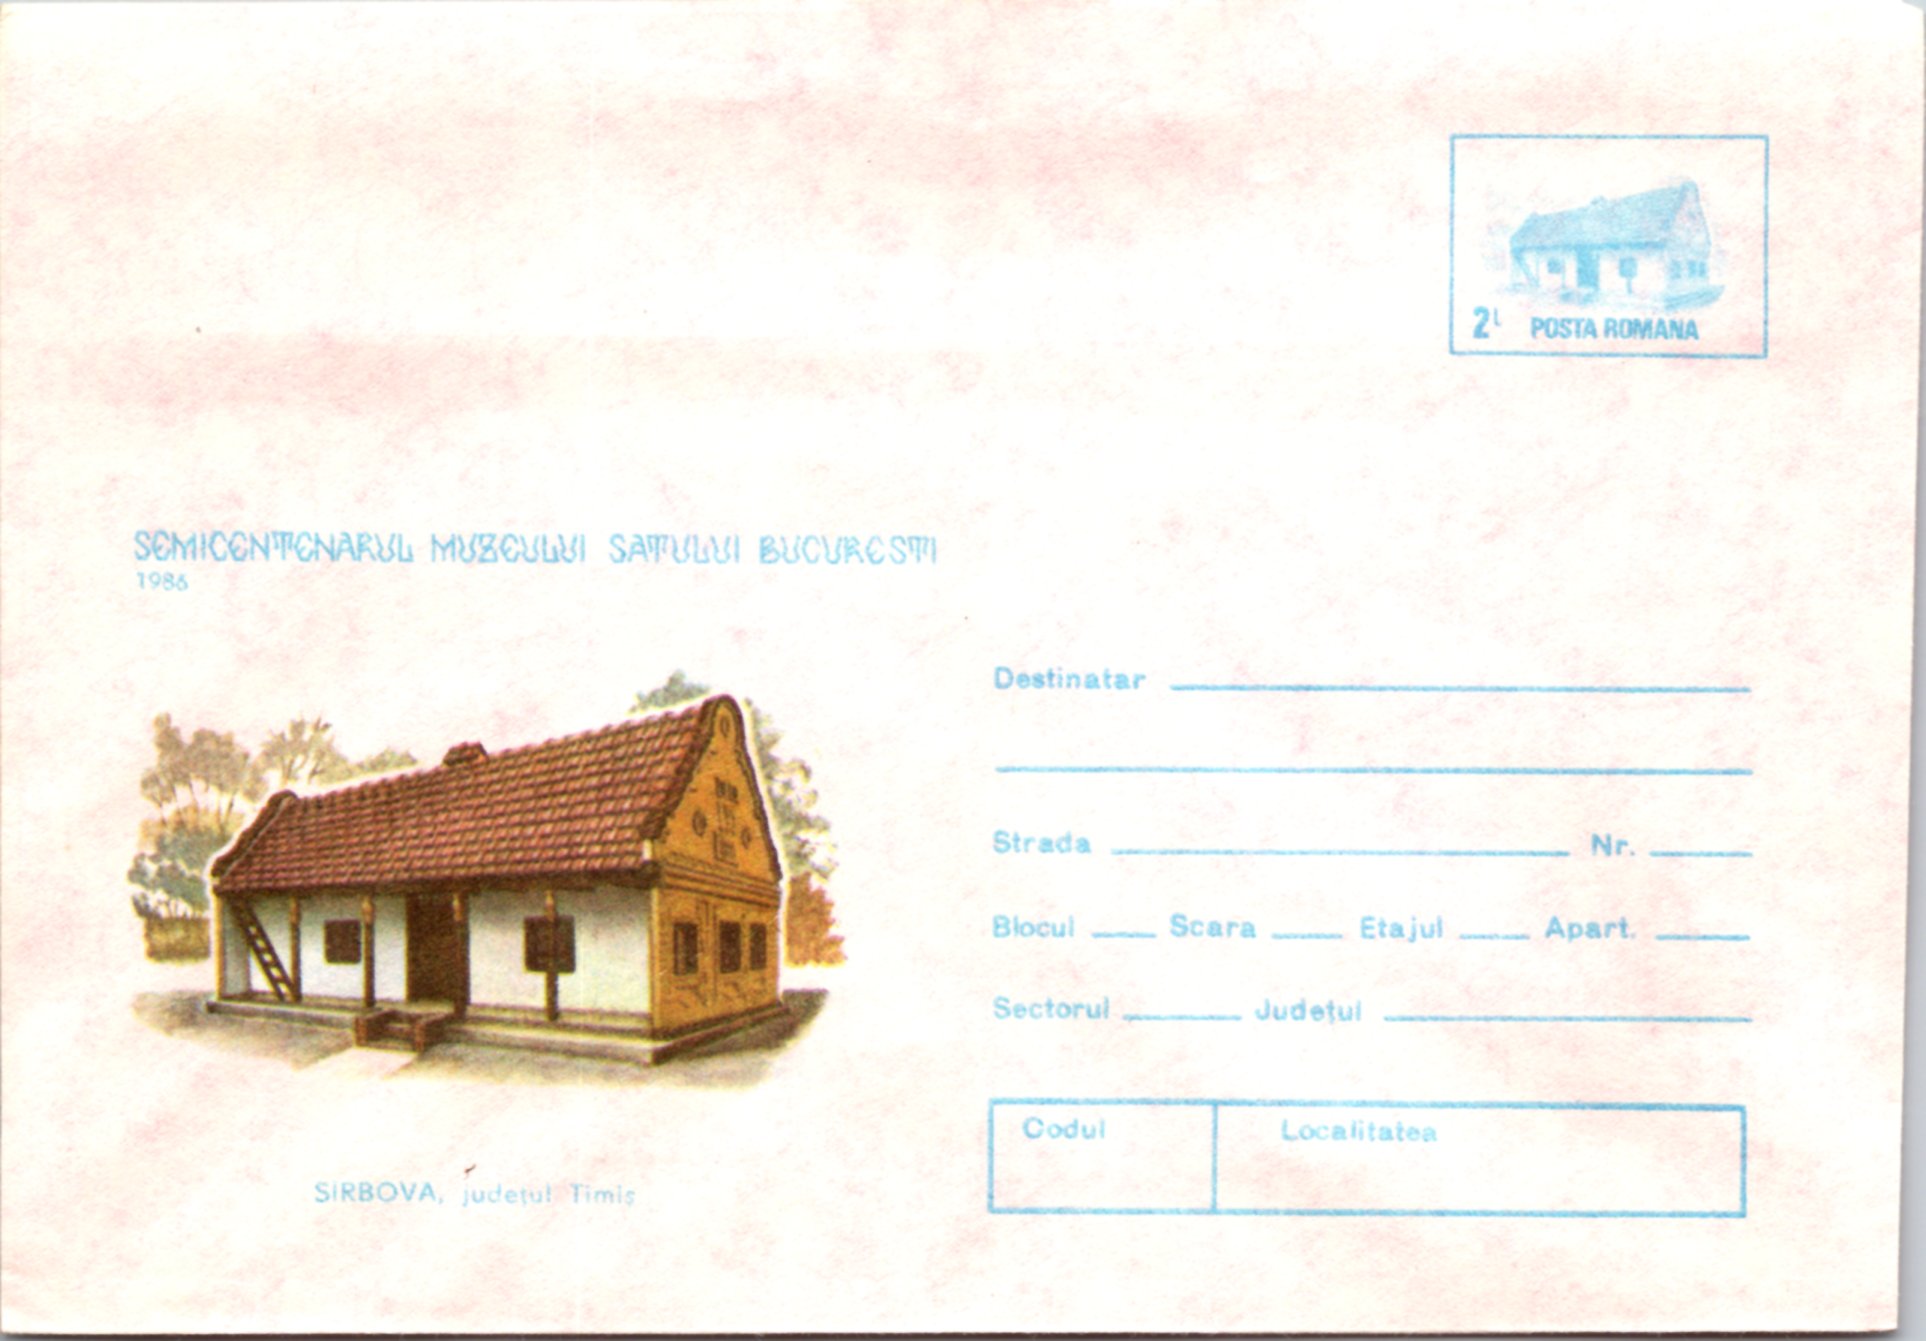 2L POSTA ROMANA
SEMICENTENARUL MUZEULUI SATULUI BUCURESTI
1986
Destinatar
Strada Nr.
Blocul Scara Etajul Apart.
Sectorul Județul
Codul Localitatea
SIRBOVA, județul Timiș